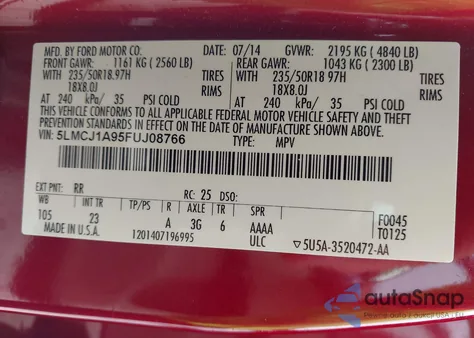 MFD. BY FORD MOTOR CO.
DATE: 07/14 GVWR: 2195 KG ( 4840 LB)
FRONT GAWR: 1161 KG ( 2560 LB) REAR GAWR: 1043 KG ( 2300 LB)
WITH WITH
235/50R18 97H TIRES 235/50R18 97H TIRES
18X8.0J RIMS 18X8.0J RIMS
AT 240 kPa/ 35 PSI COLD AT 240 kPa/ 35 PSI COLD
THIS VEHICLE CONFORMS TO ALL APPLICABLE FEDERAL MOTOR VEHICLE SAFETY AND THEFT
PREVENTION STANDARDS IN EFFECT ON THE DATE OF MANUFACTURE SHOWN ABOVE.
VIN: 5LMCJ1A95FUJ08766 TYPE: MPV
EXT PNT: RR RC: 25 DSO:
WB INT TR TP/PS R AXLE TR SPR F0045
105 23 A 3G 6 AAAA T0125
MADE IN U.S.A. 1201407196995 ULC ▽5U5A-3520472-AA
autoSnap